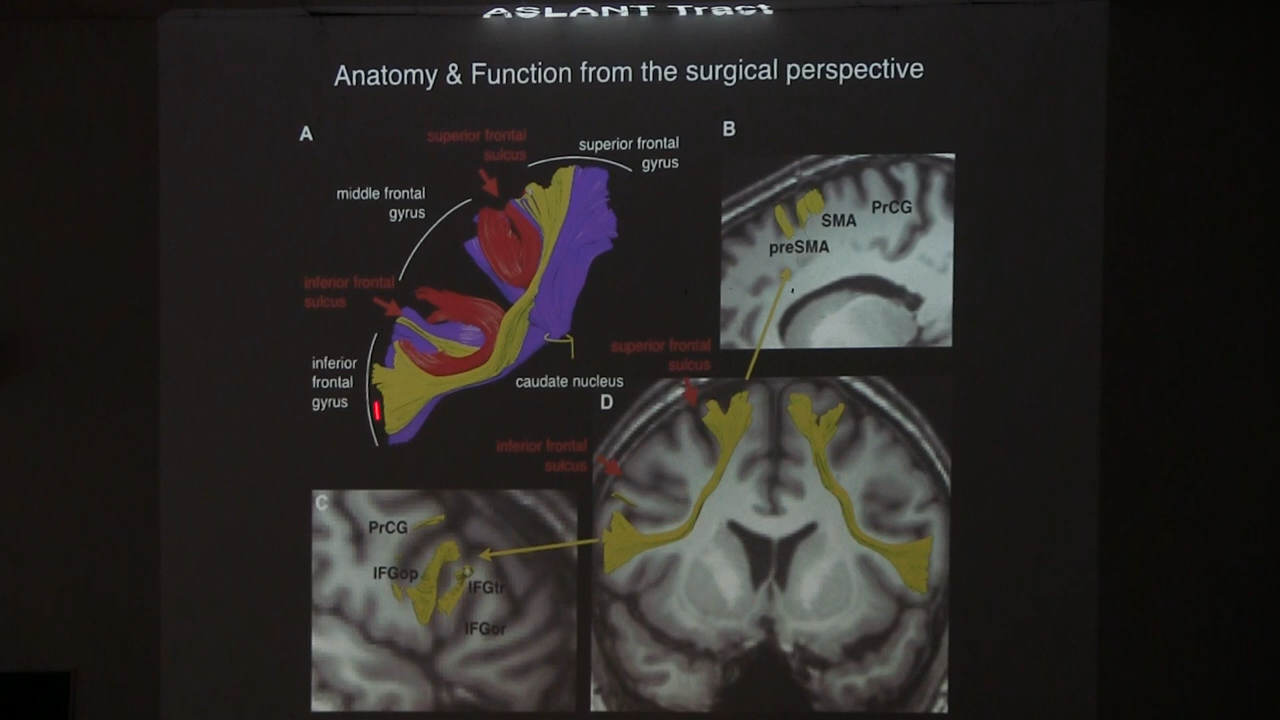 ASLANT Tract
Anatomy & Function from the surgical perspective
A
superior frontal
sulcus
superior frontal
gyrus
middle frontal
gyrus
inferior frontal
sulcus
inferior
frontal
gyrus
caudate nucleus
B
PrCG
SMA
preSMA
superior frontal
sulcus
D
inferior frontal
sulcus
C
PrCG
IFGop
IFGtr
IFGor